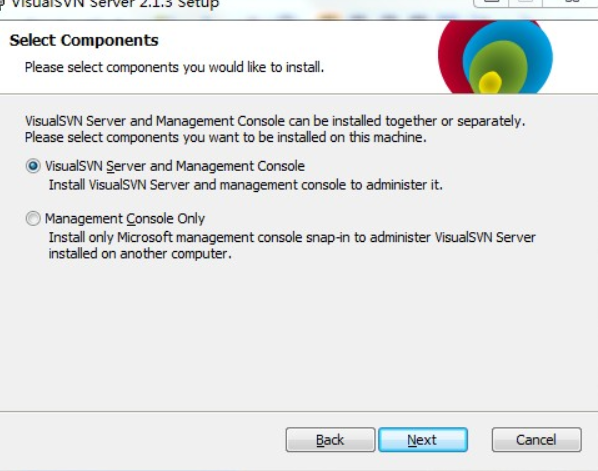 VisualSVN Server 2.1.3 Setup
Select Components
Please select components you would like to install.
VisualSVN Server and Management Console can be installed together or separately.
Please select components you want to be installed on this machine.
VisualSVN Server and Management Console
Install VisualSVN Server and management console to administer it.
Management Console Only
Install only Microsoft management console snap-in to administer VisualSVN Server
installed on another computer.
Back Next Cancel